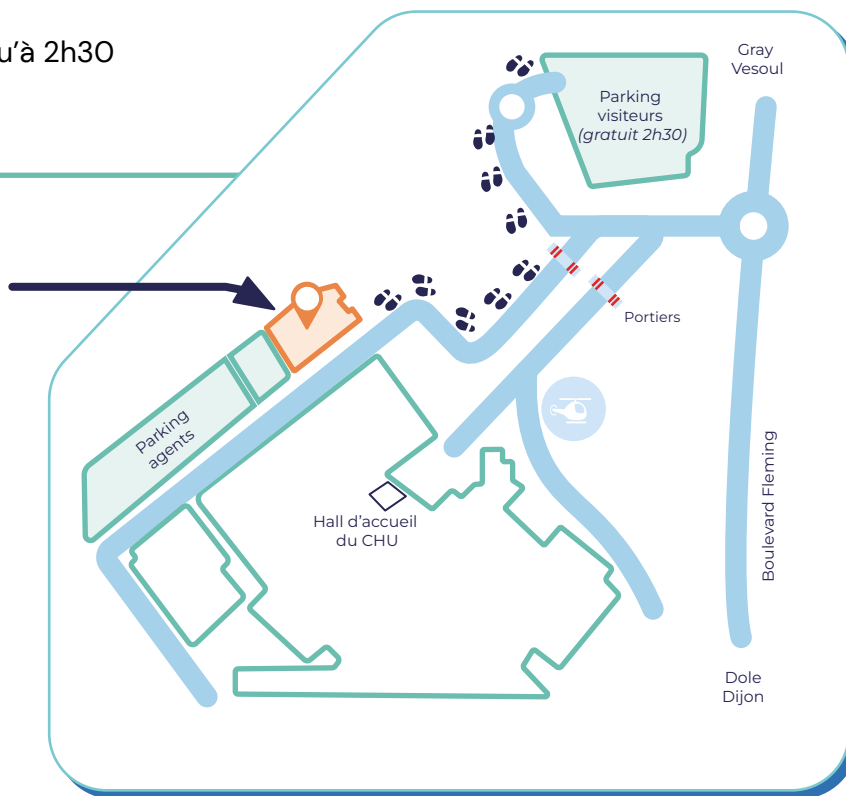 u'à 2h30
Gray
Vesoul
Parking
visiteurs
(gratuit 2h30)
Portiers
Parking
agents
Hall d'accueil
du CHU
Boulevard Fleming
Dole
Dijon